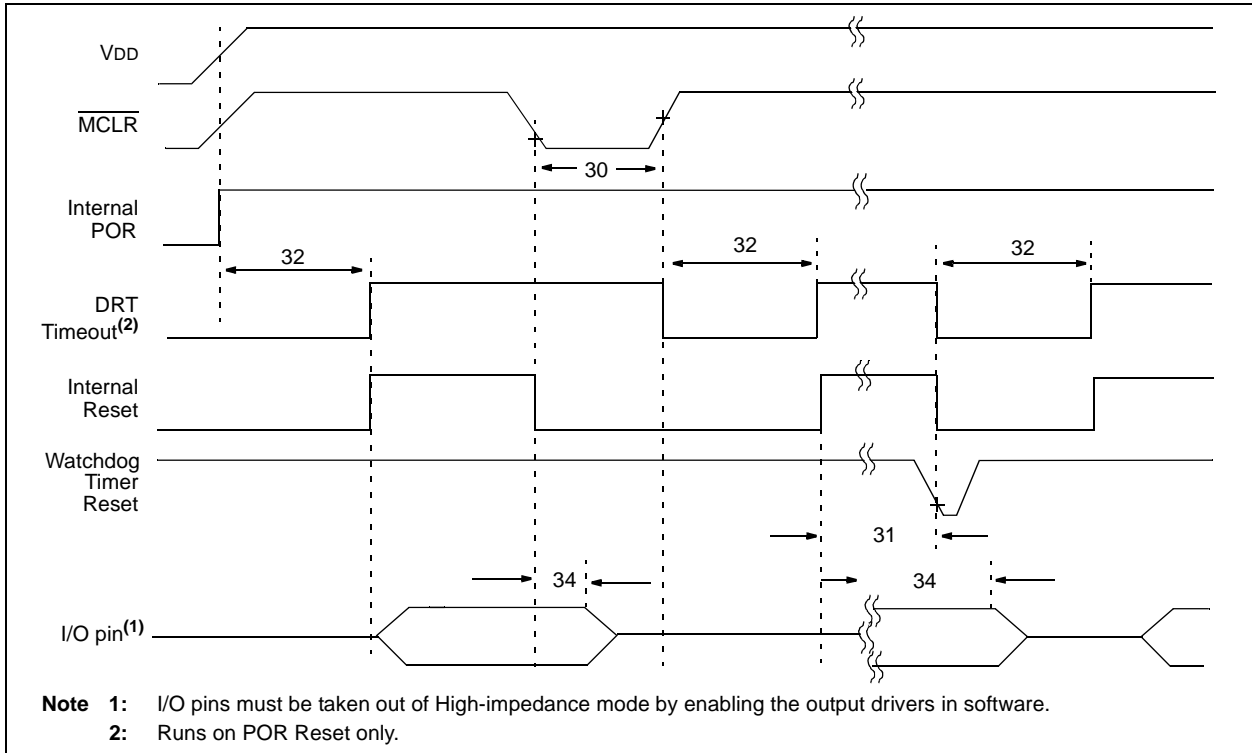 VDD
MCLR
30
Internal
POR
32
32
32
DRT
Timeout(2)
Internal
Reset
Watchdog
Timer
Reset
31
34
34
I/O pin(1)
Note 1: I/O pins must be taken out of High-impedance mode by enabling the output drivers in software.
2: Runs on POR Reset only.